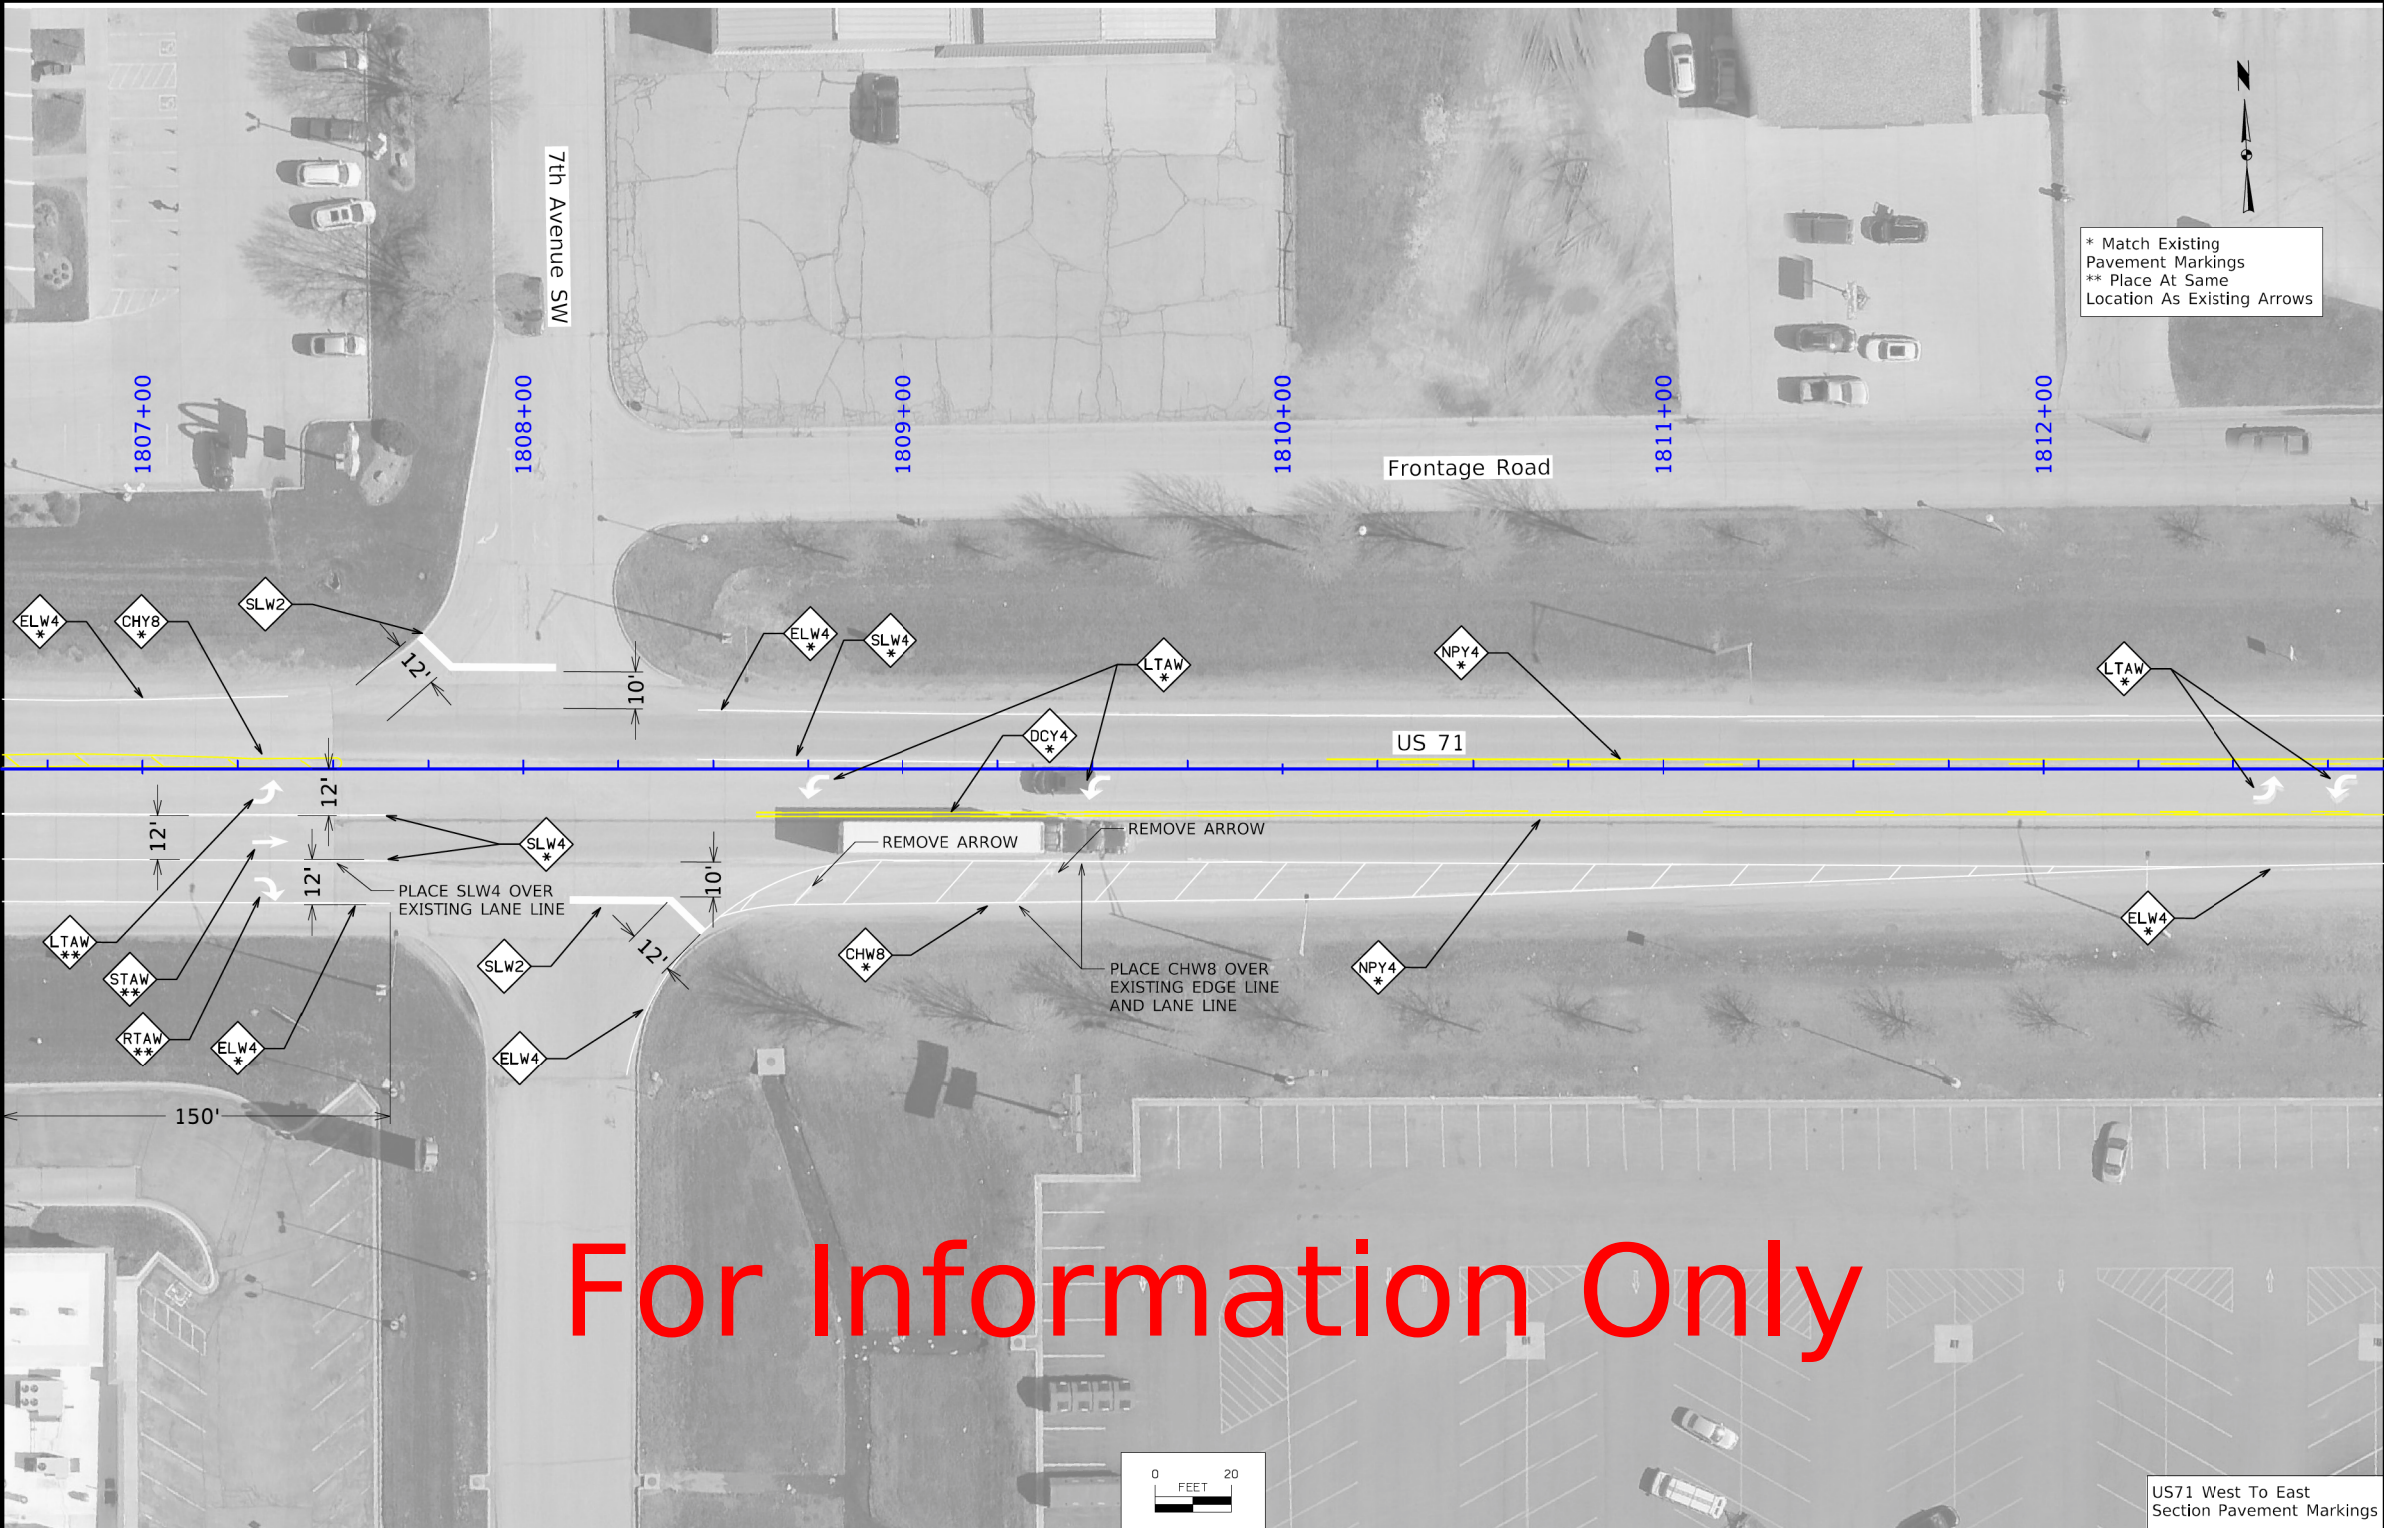 7th Avenue SW
* Match Existing
Pavement Markings
** Place At Same
Location As Existing Arrows
1807+00
1808+00
1809+00
1810+00
1811+00
1812+00
Frontage Road
ELW4
*
CHY8
*
SLW2
12'
10'
ELW4
*
SLW4
*
LTAW
*
DCY4
*
NPY4
*
US 71
LTAW
*
12'
12'
12'
SLW4
*
PLACE SLW4 OVER
EXISTING LANE LINE
REMOVE ARROW
REMOVE ARROW
10'
12'
LTAW
**
STAW
**
RTAW
**
ELW4
*
SLW2
ELW4
CHW8
*
PLACE CHW8 OVER
EXISTING EDGE LINE
AND LANE LINE
NPY4
*
ELW4
*
150'
For Information Only
0 20
FEET
US71 West To East
Section Pavement Markings